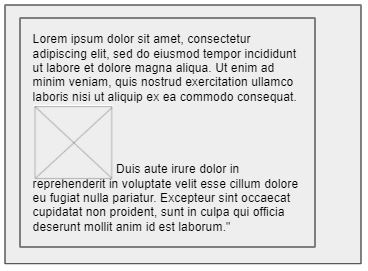 Lorem ipsum dolor sit amet, consectetur
adipiscing elit, sed do eiusmod tempor incididunt
ut labore et dolore magna aliqua. Ut enim ad
minim veniam, quis nostrud exercitation ullamco
laboris nisi ut aliquip ex ea commodo consequat.
Duis aute irure dolor in
reprehenderit in voluptate velit esse cillum dolore
eu fugiat nulla pariatur. Excepteur sint occaecat
cupidatat non proident, sunt in culpa qui officia
deserunt mollit anim id est laborum."